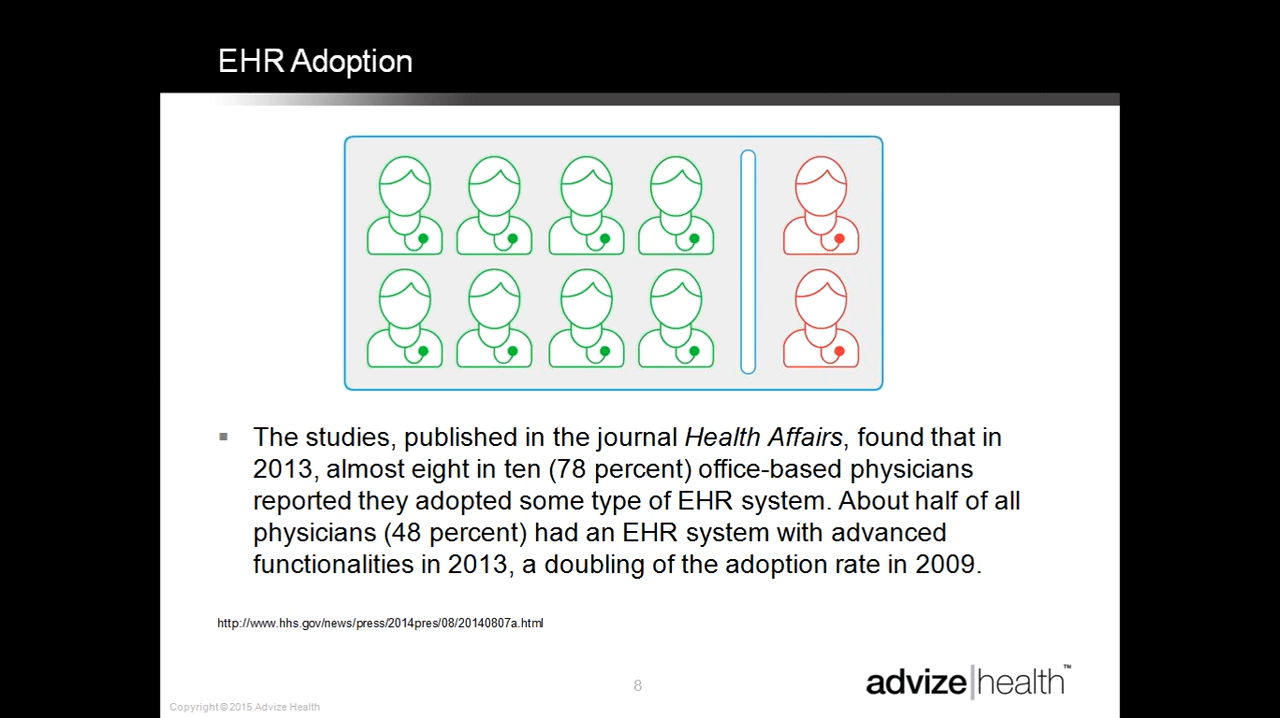 EHR Adoption
▪ The studies, published in the journal Health Affairs, found that in
2013, almost eight in ten (78 percent) office-based physicians
reported they adopted some type of EHR system. About half of all
physicians (48 percent) had an EHR system with advanced
functionalities in 2013, a doubling of the adoption rate in 2009.
http://www.hhs.gov/news/press/2014pres/08/20140807a.html
advize|health™
8
Copyright©2015 Advize Health